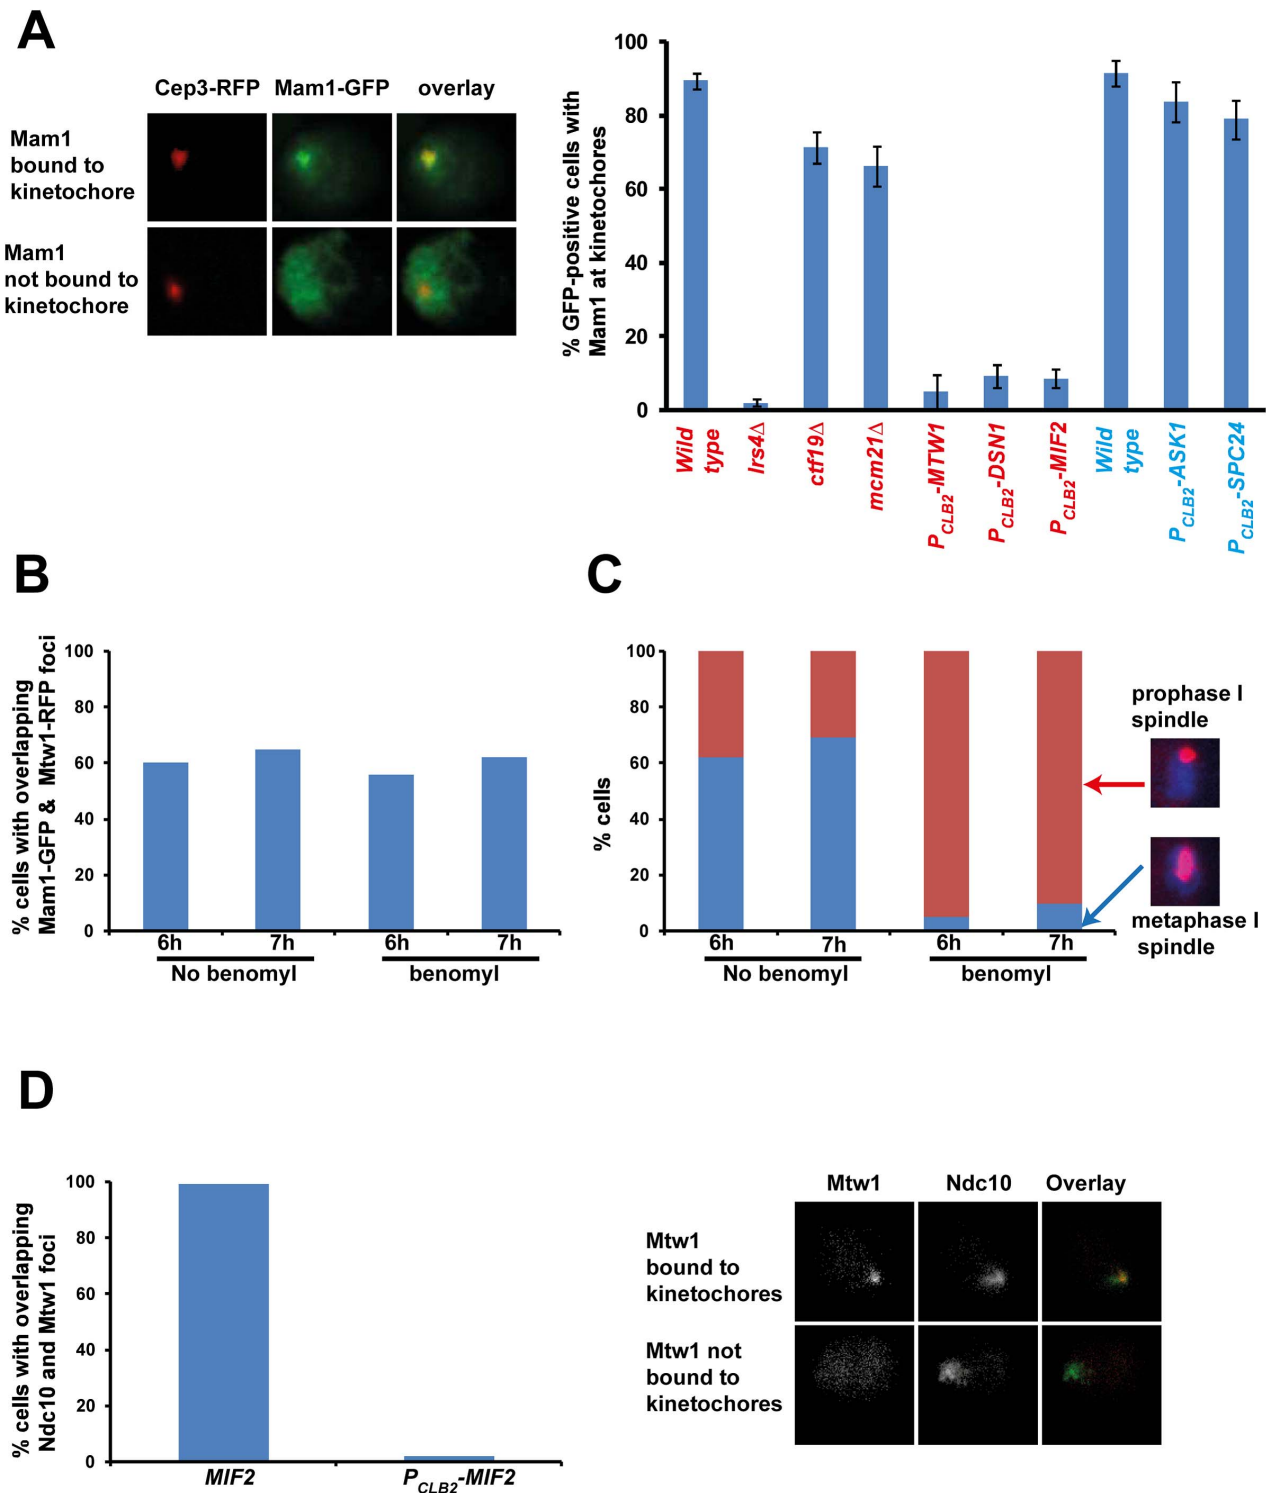 A
Cep3-RFP Mam1-GFP overlay
Mam1
bound to
kinetochore
Mam1
not bound to
kinetochore
% GFP-positive cells with
Mam1 at kinetochores
100
80
60
40
20
0
Wild
type
lrs4Δ
ctf19Δ
mcm21Δ
PCLB2-MTW1
PCLB2-DSN1
PCLB2-MIF2
Wild
type
PCLB2-ASK1
PCLB2-SPC24
B
% cells with overlapping
Mam1-GFP & Mtw1-RFP foci
100
80
60
40
20
0
6h 7h 6h 7h
No benomyl benomyl
C
% cells
100
80
60
40
20
0
6h 7h 6h 7h
No benomyl benomyl
prophase I
spindle
metaphase I
spindle
D
% cells with overlapping
Ndc10 and Mtw1 foci
100
80
60
40
20
0
MIF2 PCLB2-MIF2
Mtw1 Ndc10 Overlay
Mtw1
bound to
kinetochores
Mtw1 not
bound to
kinetochores